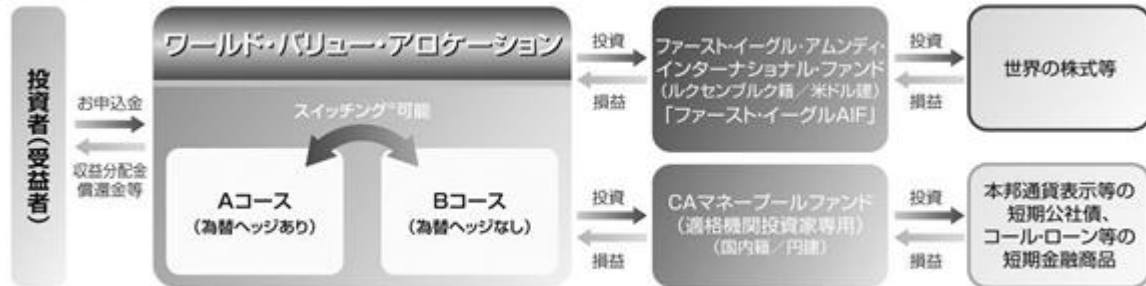 投資者(受益者)
お申込金
収益分配金
償還金等
ワールド・バリュー・アロケーション
スイッチング*可能
Aコース
(為替ヘッジあり)
Bコース
(為替ヘッジなし)
投資
損益
ファースト・イーグル・アムンディ・
インターナショナル・ファンド
(ルクセンブルク籍/米ドル建)
「ファースト・イーグルAIF」
投資
損益
世界の株式等
投資
損益
CAマネープールファンド
(適格機関投資家専用)
(国内籍/円建)
投資
損益
本邦通貨表示等の
短期公社債、
コール・ローン等の
短期金融商品